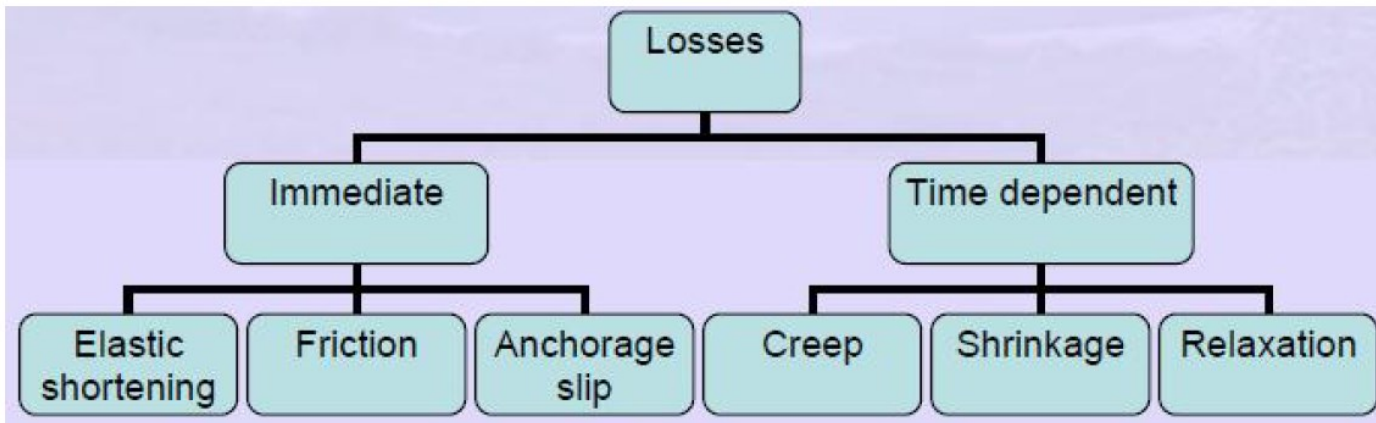 Losses
Immediate
Time dependent
Elastic
shortening
Friction
Anchorage
slip
Creep
Shrinkage
Relaxation